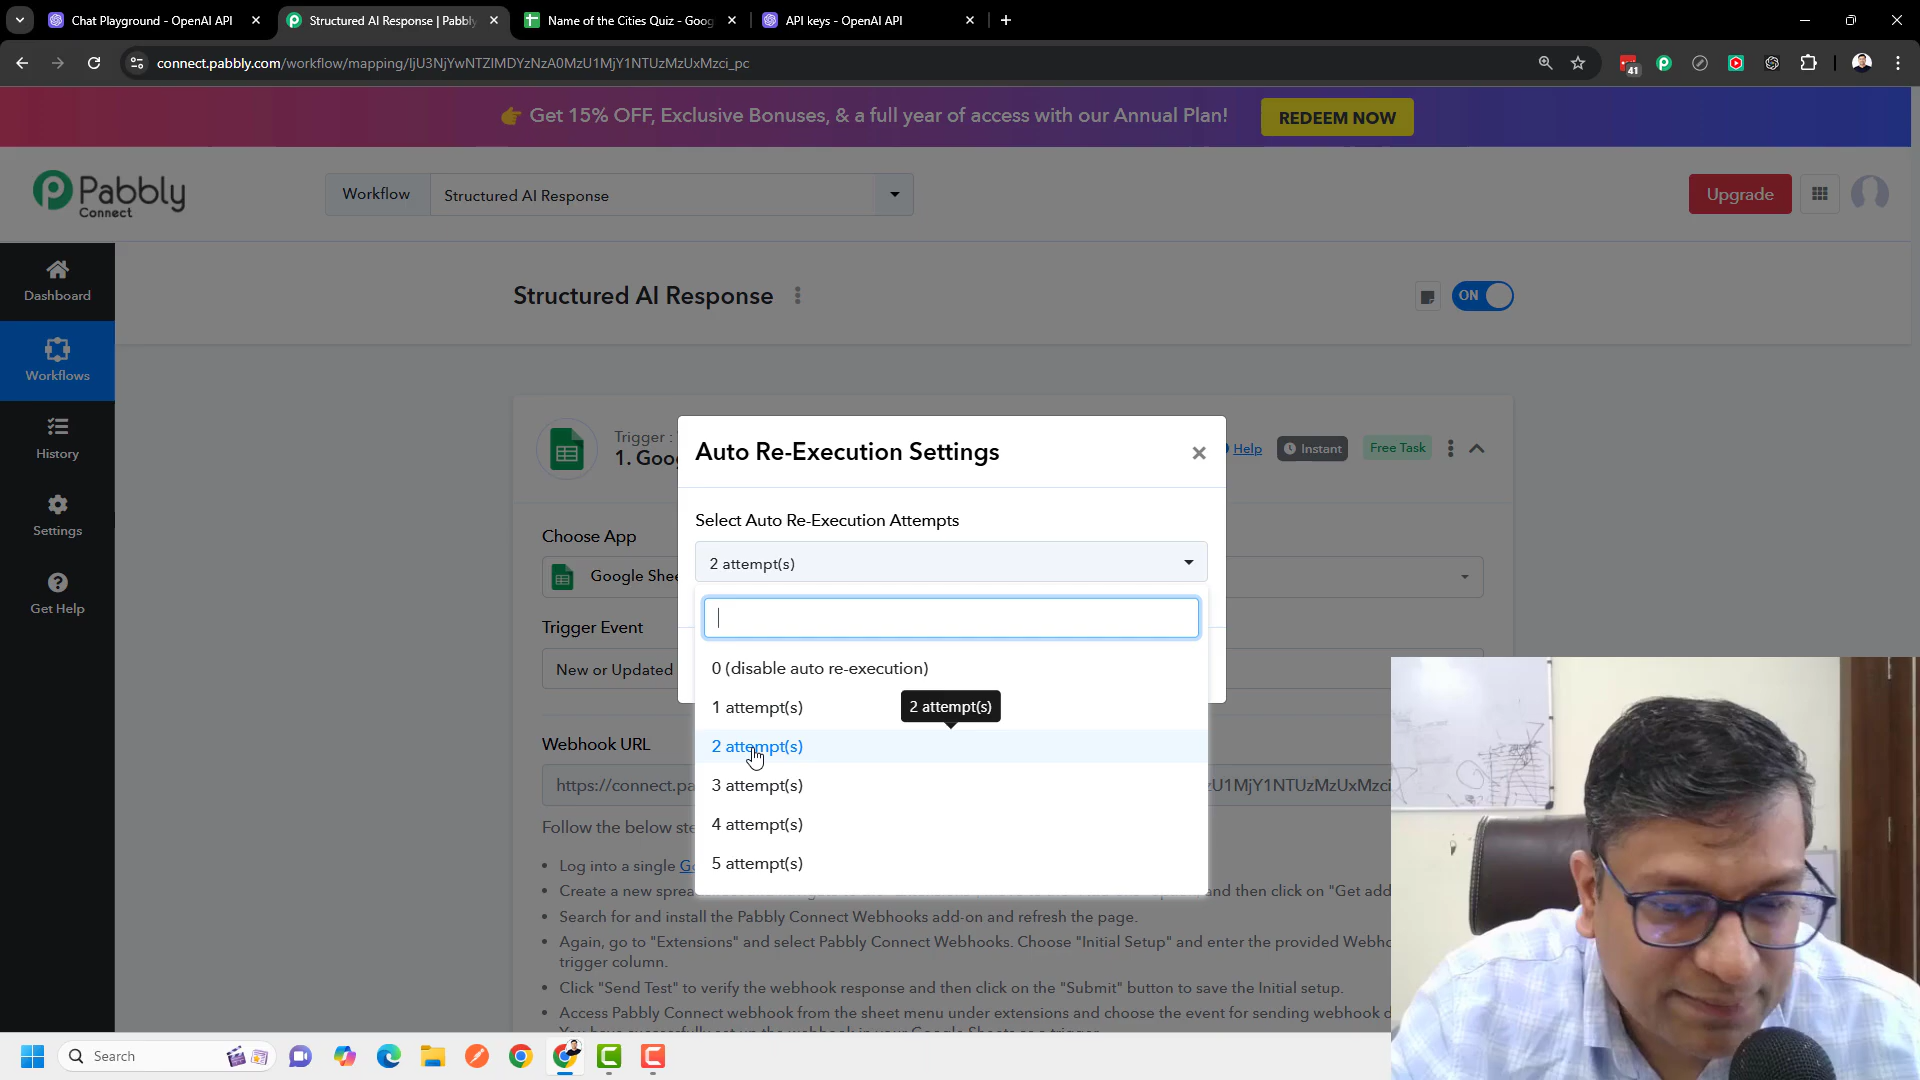 Chat Playground - OpenAI API
Structured AI Response | Pabbly
Name of the Cities Quiz - Goog
API keys - OpenAI API
connect.pabbly.com/workflow/mapping/IjU3NjYwNTZlMDYzNzA0MzU1MjY1NTUzMzUxMzci_pc
41
👉 Get 15% OFF, Exclusive Bonuses, & a full year of access with our Annual Plan!
REDEEM NOW
Pabbly
Connect
Workflow
Structured AI Response
Upgrade
Dashboard
Workflows
History
Settings
Get Help
Structured AI Response
ON
Trigger :
1. Goo
Help
Instant
Free Task
Choose App
Google Shee
Trigger Event
New or Updated
Webhook URL
https://connect.pa
U1MjY1NTUzMzUxMzci
Follow the below ste
• Log into a single Go
• Create a new sprea
and then click on "Get add
• Search for and install the Pabbly Connect Webhooks add-on and refresh the page.
• Again, go to "Extensions" and select Pabbly Connect Webhooks. Choose "Initial Setup" and enter the provided Webho
trigger column.
• Click "Send Test" to verify the webhook response and then click on the "Submit" button to save the Initial setup.
• Access Pabbly Connect webhook from the sheet menu under extensions and choose the event for sending webhook d
Auto Re-Execution Settings
×
Select Auto Re-Execution Attempts
2 attempt(s)
0 (disable auto re-execution)
1 attempt(s)
2 attempt(s)
2 attempt(s)
3 attempt(s)
4 attempt(s)
5 attempt(s)
Search